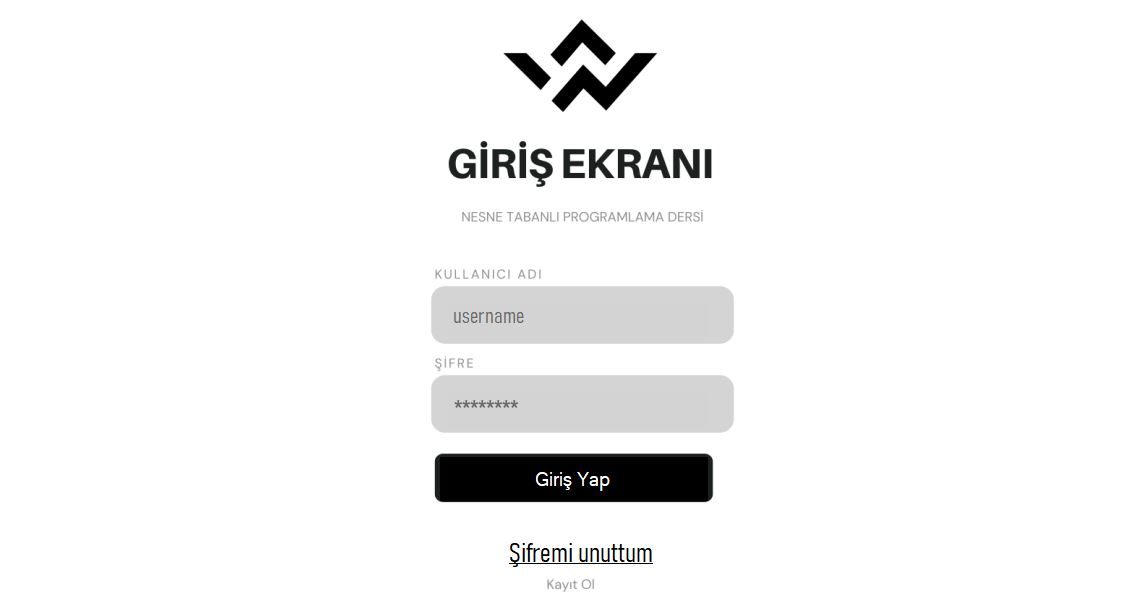 GİRİŞ EKRANI
NESNE TABANLI PROGRAMLAMA DERSİ
KULLANICI ADI
username
ŞİFRE
********
Giriş Yap
Şifremi unuttum
Kayıt Ol